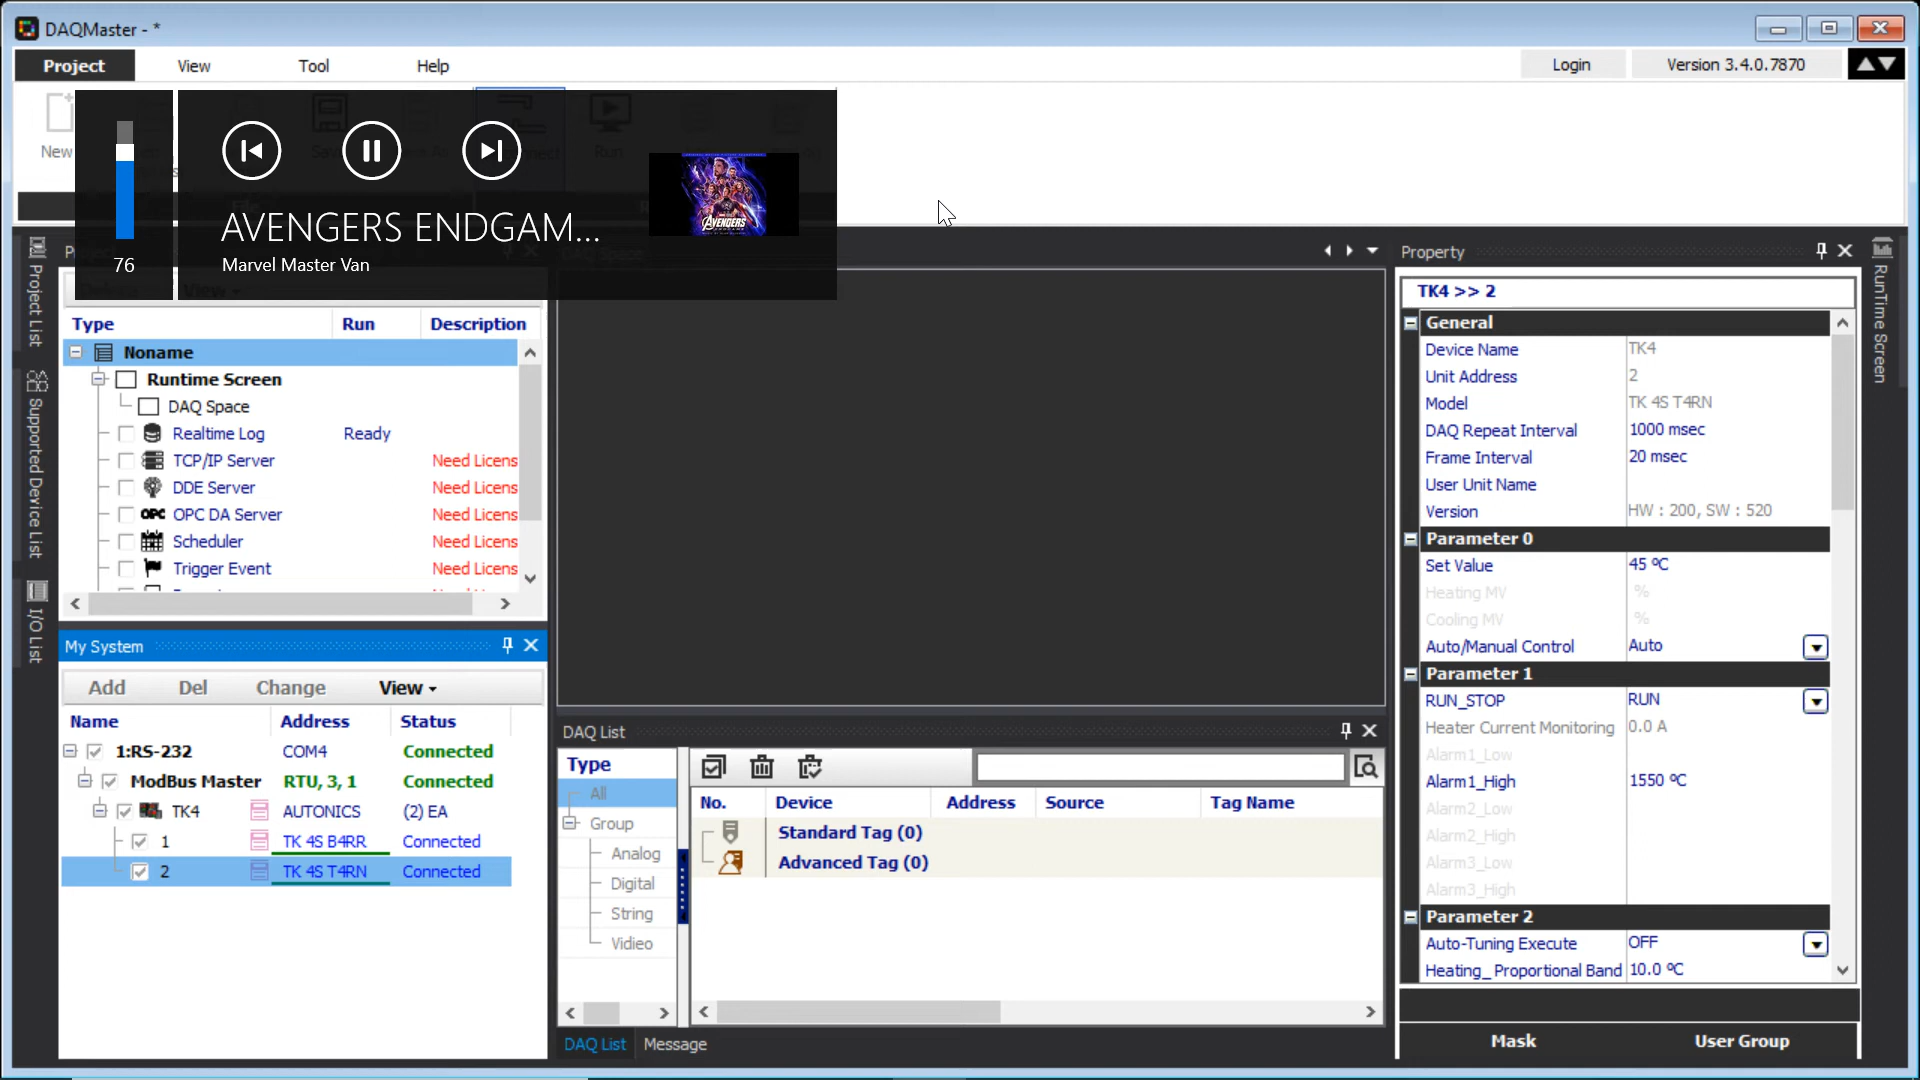 DAQMaster - *
Project
View
Tool
Help
Login
Version 3.4.0.7870
New
76
AVENGERS ENDGAM...
Marvel Master Van
AVENGERS
Project List
Supported Device List
I/O List
Type
Run
Description
Noname
Runtime Screen
DAQ Space
Realtime Log
Ready
TCP/IP Server
Need Licens
DDE Server
Need Licens
OPC OPC DA Server
Need Licens
Scheduler
Need Licens
Trigger Event
Need Licens
My System
Add
Del
Change
View
Name
Address
Status
1:RS-232
COM4
Connected
ModBus Master
RTU, 3, 1
Connected
TK4
AUTONICS
(2) EA
1
TK 4S B4RR
Connected
2
TK 4S T4RN
Connected
DAQ List
Type
All
Group
Analog
Digital
String
Vidieo
No.
Device
Address
Source
Tag Name
Standard Tag (0)
Advanced Tag (0)
DAQ List
Message
Property
TK4 >> 2
General
Device Name
TK4
Unit Address
2
Model
TK 4S T4RN
DAQ Repeat Interval
1000 msec
Frame Interval
20 msec
User Unit Name
Version
HW : 200, SW : 520
Parameter 0
Set Value
45 ºC
Heating MV
%
Cooling MV
%
Auto/Manual Control
Auto
Parameter 1
RUN_STOP
RUN
Heater Current Monitoring
0.0 A
Alarm1_Low
Alarm1_High
1550 ºC
Alarm2_Low
Alarm2_High
Alarm3_Low
Alarm3_High
Parameter 2
Auto-Tuning Execute
OFF
Heating_ Proportional Band
10.0 ºC
Mask
User Group
RunTime Screen